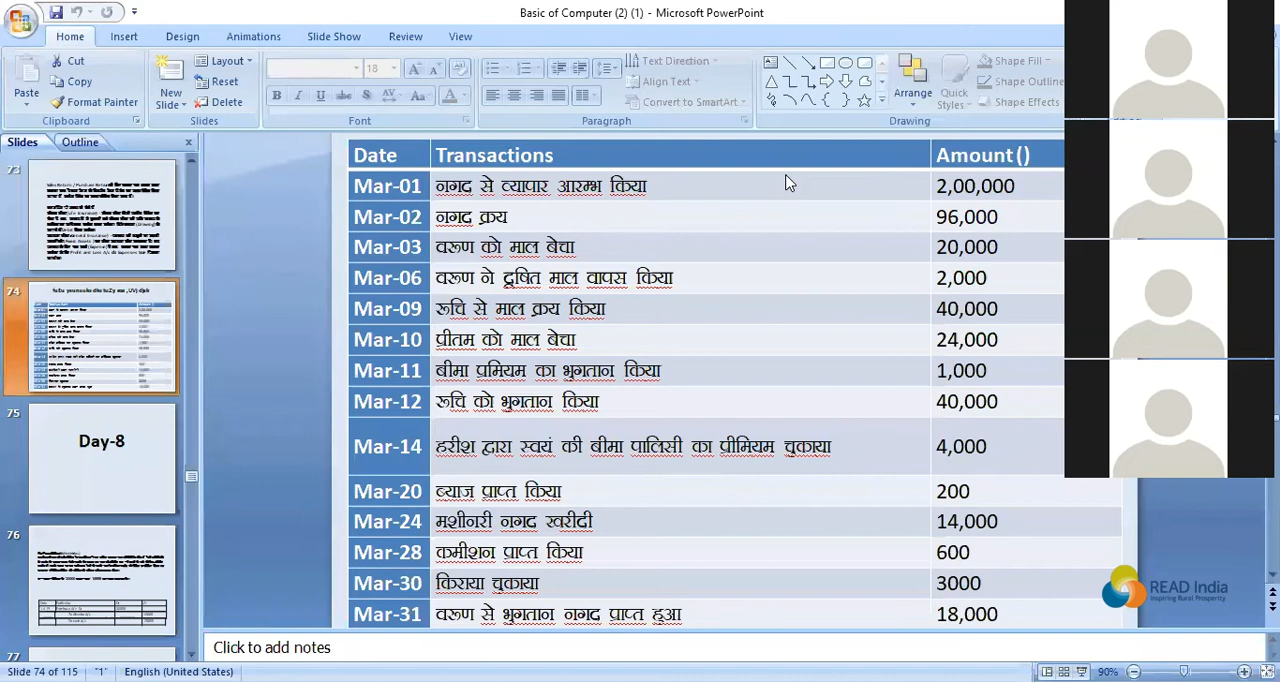 Basic of Computer (2) (1) - Microsoft PowerPoint
Home Insert Design Animations Slide Show Review View
Paste
Cut
Copy
Format Painter
Clipboard
New Slide
Layout
Reset
Delete
Slides
18
Font
Text Direction
Align Text
Convert to SmartArt
Paragraph
Arrange
Quick Styles
Shape Fill
Shape Outline
Shape Effects
Drawing
Slides Outline
73
74
75
Day-8
76
77
Date Transactions Amount()
Mar-01 नगद से व्यापार आरम्भ किया 2,00,000
Mar-02 नगद क्रय 96,000
Mar-03 वरूण को माल बेचा 20,000
Mar-06 वरूण ने दूषित माल वापस किया 2,000
Mar-09 रूचि से माल क्रय किया 40,000
Mar-10 प्रीतम को माल बेचा 24,000
Mar-11 बीमा प्रमियम का भुगतान किया 1,000
Mar-12 रूचि को भुगतान किया 40,000
Mar-14 हरीश द्वारा स्वयं की बीमा पालिसी का प्रीमियम चुकाया 4,000
Mar-20 ब्याज प्राप्त किया 200
Mar-24 मशीनरी नगद खरीदी 14,000
Mar-28 कमीशन प्राप्त किया 600
Mar-30 किराया चुकाया 3000
Mar-31 वरूण से भुगतान नगद प्राप्त हुआ 18,000
READ India
Inspiring Rural Prosperity
Click to add notes
Slide 74 of 115 "1" English (United States) 90%